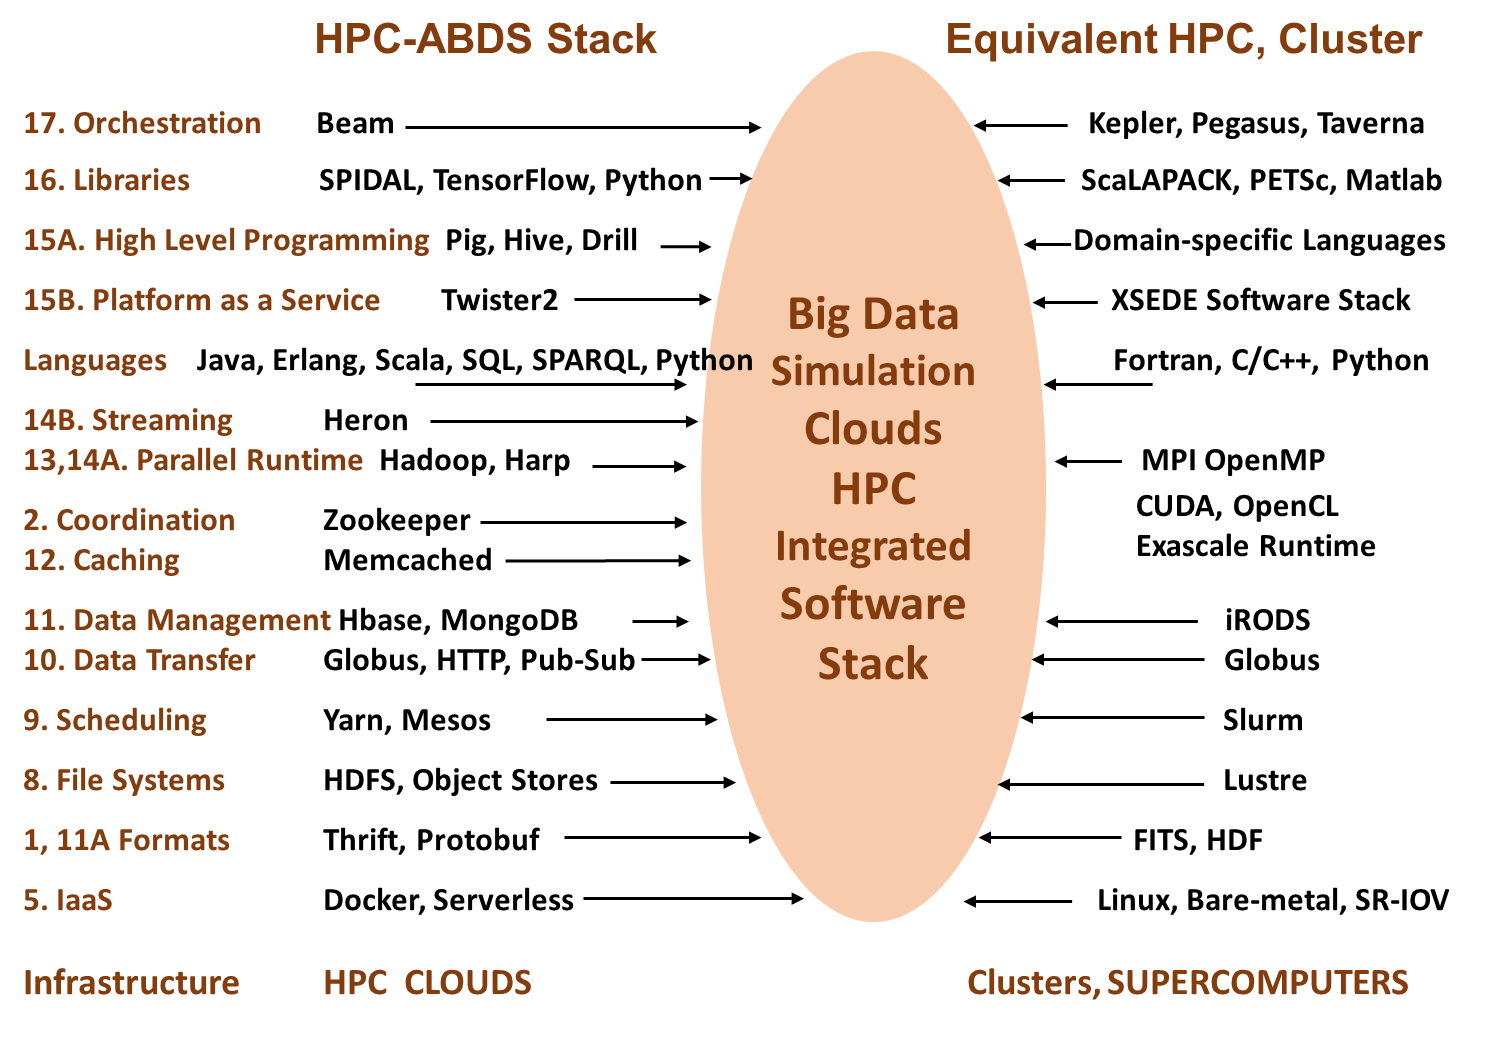 HPC-ABDS Stack Equivalent HPC, Cluster
17. Orchestration Beam Kepler, Pegasus, Taverna
16. Libraries SPIDAL, TensorFlow, Python ScaLAPACK, PETSc, Matlab
15A. High Level Programming Pig, Hive, Drill Domain-specific Languages
15B. Platform as a Service Twister2 XSEDE Software Stack
Languages Java, Erlang, Scala, SQL, SPARQL, Python Fortran, C/C++, Python
14B. Streaming Heron
13,14A. Parallel Runtime Hadoop, Harp MPI OpenMP
CUDA, OpenCL
2. Coordination Zookeeper
Exascale Runtime
12. Caching Memcached
11. Data Management Hbase, MongoDB iRODS
10. Data Transfer Globus, HTTP, Pub-Sub Globus
9. Scheduling Yarn, Mesos Slurm
8. File Systems HDFS, Object Stores Lustre
1, 11A Formats Thrift, Protobuf FITS, HDF
5. IaaS Docker, Serverless Linux, Bare-metal, SR-IOV
Infrastructure HPC CLOUDS Clusters, SUPERCOMPUTERS
Big Data
Simulation
Clouds
HPC
Integrated
Software
Stack